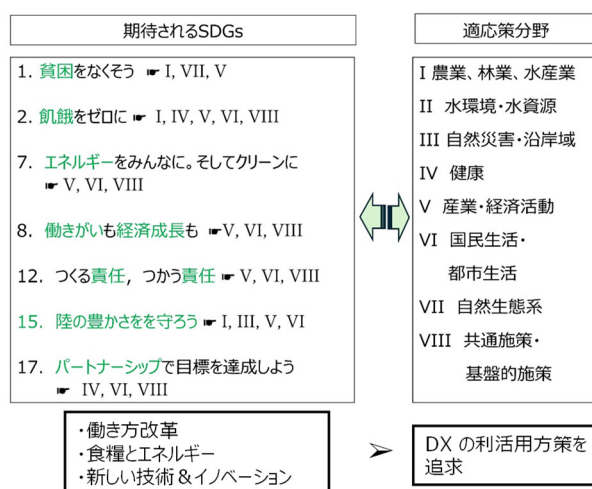 期待されるSDGs
1. 貧困をなくそう ☛ I, VII, V
2. 飢餓をゼロに ☛ I, IV, V, VI, VIII
7. エネルギーをみんなに。そしてクリーンに
☛ V, VI, VIII
8. 働きがいも経済成長も ☛V, VI, VIII
12. つくる責任, つかう責任 ☛ V, VI, VIII
15. 陸の豊かさをを守ろう ☛ I, III, V, VI
17. パートナーシップで目標を達成しよう
☛ IV, VI, VIII
適応策分野
I 農業、林業、水産業
II 水環境・水資源
III 自然災害・沿岸域
IV 健康
V 産業・経済活動
VI 国民生活・
都市生活
VII 自然生態系
VIII 共通施策・
基盤的施策
・働き方改革
・食糧とエネルギー
・新しい技術&イノベーション
➢
DX の利活用方策を
追求